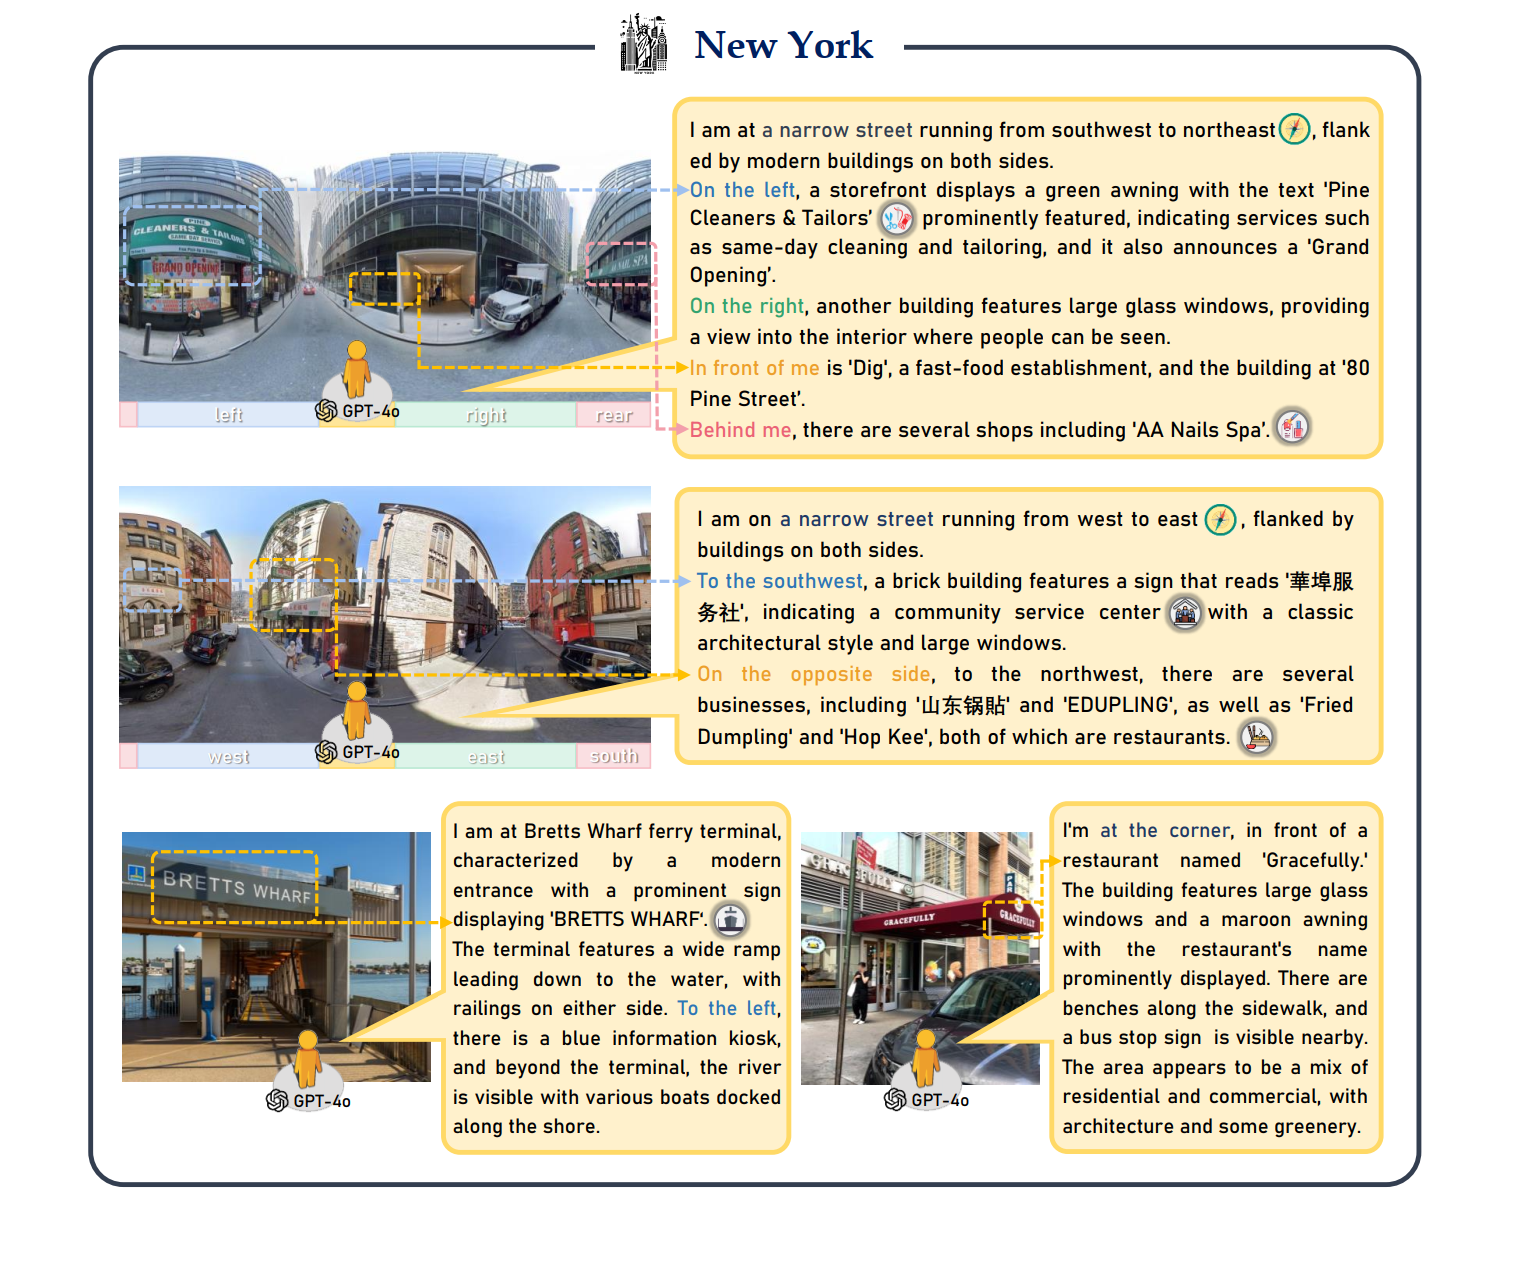 NEW YORK
New York
I am at a narrow street running from southwest to northeast, flank
ed by modern buildings on both sides.
On the left, a storefront displays a green awning with the text 'Pine
Cleaners & Tailors' prominently featured, indicating services such
as same-day cleaning and tailoring, and it also announces a 'Grand
Opening'.
On the right, another building features large glass windows, providing
a view into the interior where people can be seen.
In front of me is 'Dig', a fast-food establishment, and the building at '80
Pine Street'.
Behind me, there are several shops including 'AA Nails Spa'.
PINE
CLEANERS & TAILORS
SAME DAY SERVICE
GRAND OPENING
NAIL SPA
left
GPT-4o
right
rear
I am on a narrow street running from west to east, flanked by
buildings on both sides.
To the southwest, a brick building features a sign that reads '華埠服
务社', indicating a community service center with a classic
architectural style and large windows.
On the opposite side, to the northwest, there are several
businesses, including '山东锅貼' and 'EDUPLING', as well as 'Fried
Dumpling' and 'Hop Kee', both of which are restaurants.
west
GPT-4o
east
south
BRETTS WHARF
GPT-4o
I am at Bretts Wharf ferry terminal,
characterized by a modern
entrance with a prominent sign
displaying 'BRETTS WHARF'.
The terminal features a wide ramp
leading down to the water, with
railings on either side. To the left,
there is a blue information kiosk,
and beyond the terminal, the river
is visible with various boats docked
along the shore.
GRACEFULLY
PAR
GRACEFULLY
GRACEFULLY
GPT-4o
I'm at the corner, in front of a
restaurant named 'Gracefully.'
The building features large glass
windows and a maroon awning
with the restaurant's name
prominently displayed. There are
benches along the sidewalk, and
a bus stop sign is visible nearby.
The area appears to be a mix of
residential and commercial, with
architecture and some greenery.